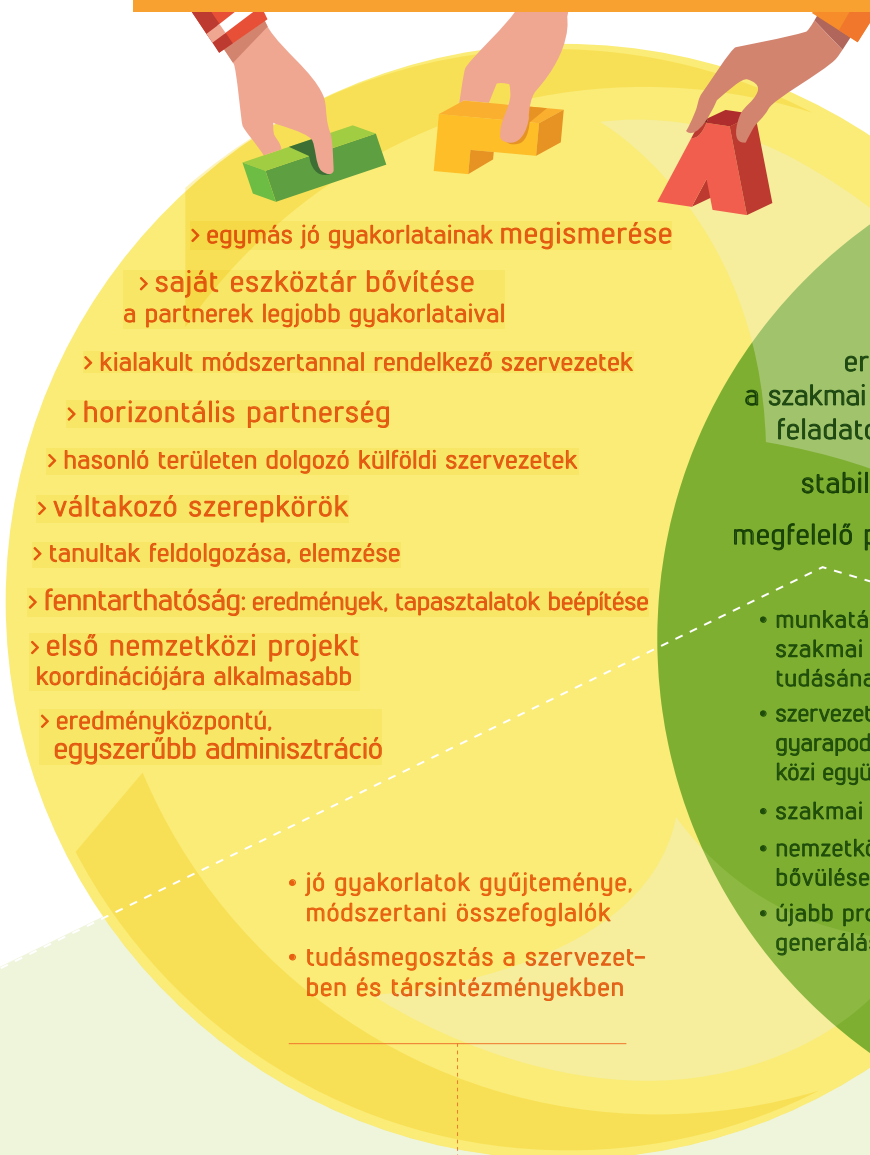 > egymás jó gyakorlatainak megismerése
> saját eszköztár bővítése
a partnerek legjobb gyakorlataival
> kialakult módszertannal rendelkező szervezetek
> horizontális partnerség
> hasonló területen dolgozó külföldi szervezetek
> váltakozó szerepkörök
> tanultak feldolgozása, elemzése
> fenntarthatóság: eredmények, tapasztalatok beépítése
> első nemzetközi projekt
koordinációjára alkalmasabb
> eredményközpontú,
egyszerűbb adminisztráció
• jó gyakorlatok gyűjteménye,
módszertani összefoglalók
• tudásmegosztás a szervezet-
ben és társintézményekben
er
a szakmai
feladato
stabil
megfelelő p
• munkatá
szakmai
tudásána
• szervezet
gyarapod
közi együ
• szakmai
• nemzetkö
bővülése
• újabb pro
generálás